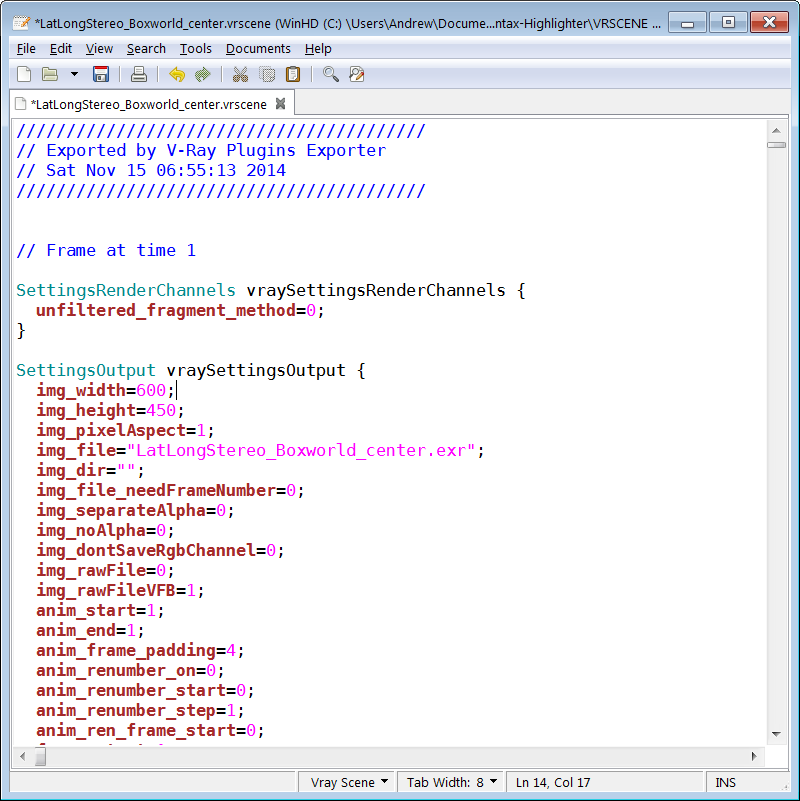 *LatLongStereo_Boxworld_center.vrscene (WinHD (C:) \Users\Andrew\Docume...ntax-Highlighter\VRSCENE ...
File Edit View Search Tools Documents Help
*LatLongStereo_Boxworld_center.vrscene
/////////////////////////////////////////
// Exported by V-Ray Plugins Exporter
// Sat Nov 15 06:55:13 2014
/////////////////////////////////////////
// Frame at time 1
SettingsRenderChannels vraySettingsRenderChannels {
  unfiltered_fragment_method=0;
}
SettingsOutput vraySettingsOutput {
  img_width=600;
  img_height=450;
  img_pixelAspect=1;
  img_file="LatLongStereo_Boxworld_center.exr";
  img_dir="";
  img_file_needFrameNumber=0;
  img_separateAlpha=0;
  img_noAlpha=0;
  img_dontSaveRgbChannel=0;
  img_rawFile=0;
  img_rawFileVFB=1;
  anim_start=1;
  anim_end=1;
  anim_frame_padding=4;
  anim_renumber_on=0;
  anim_renumber_start=0;
  anim_renumber_step=1;
  anim_ren_frame_start=0;
Vray Scene Tab Width: 8 Ln 14, Col 17 INS